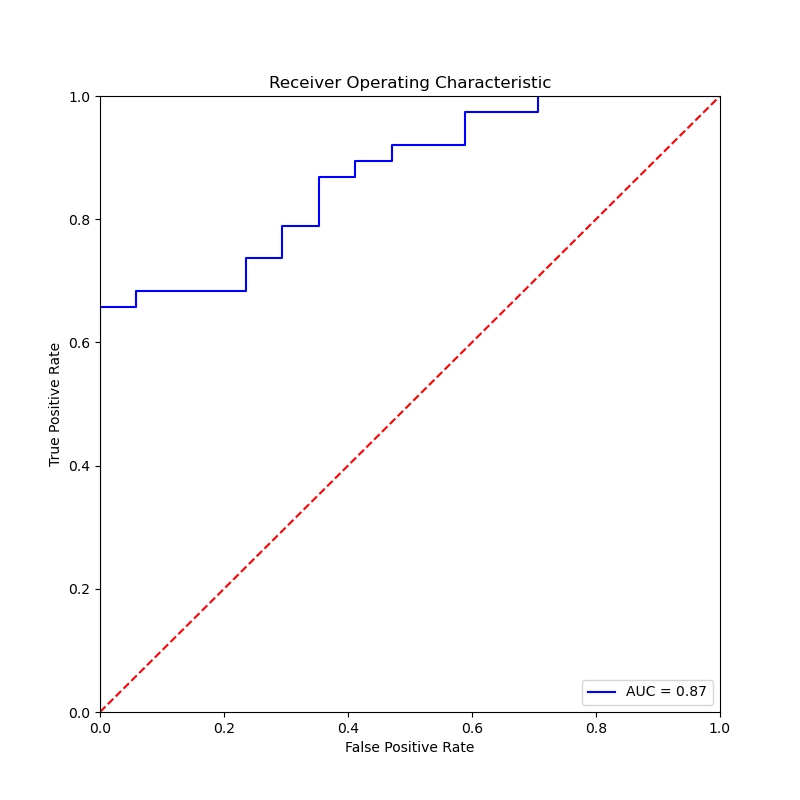 Receiver Operating Characteristic
True Positive Rate
1.0
0.8
0.6
0.4
0.2
0.0
0.0 0.2 0.4 0.6 0.8 1.0
False Positive Rate
AUC = 0.87